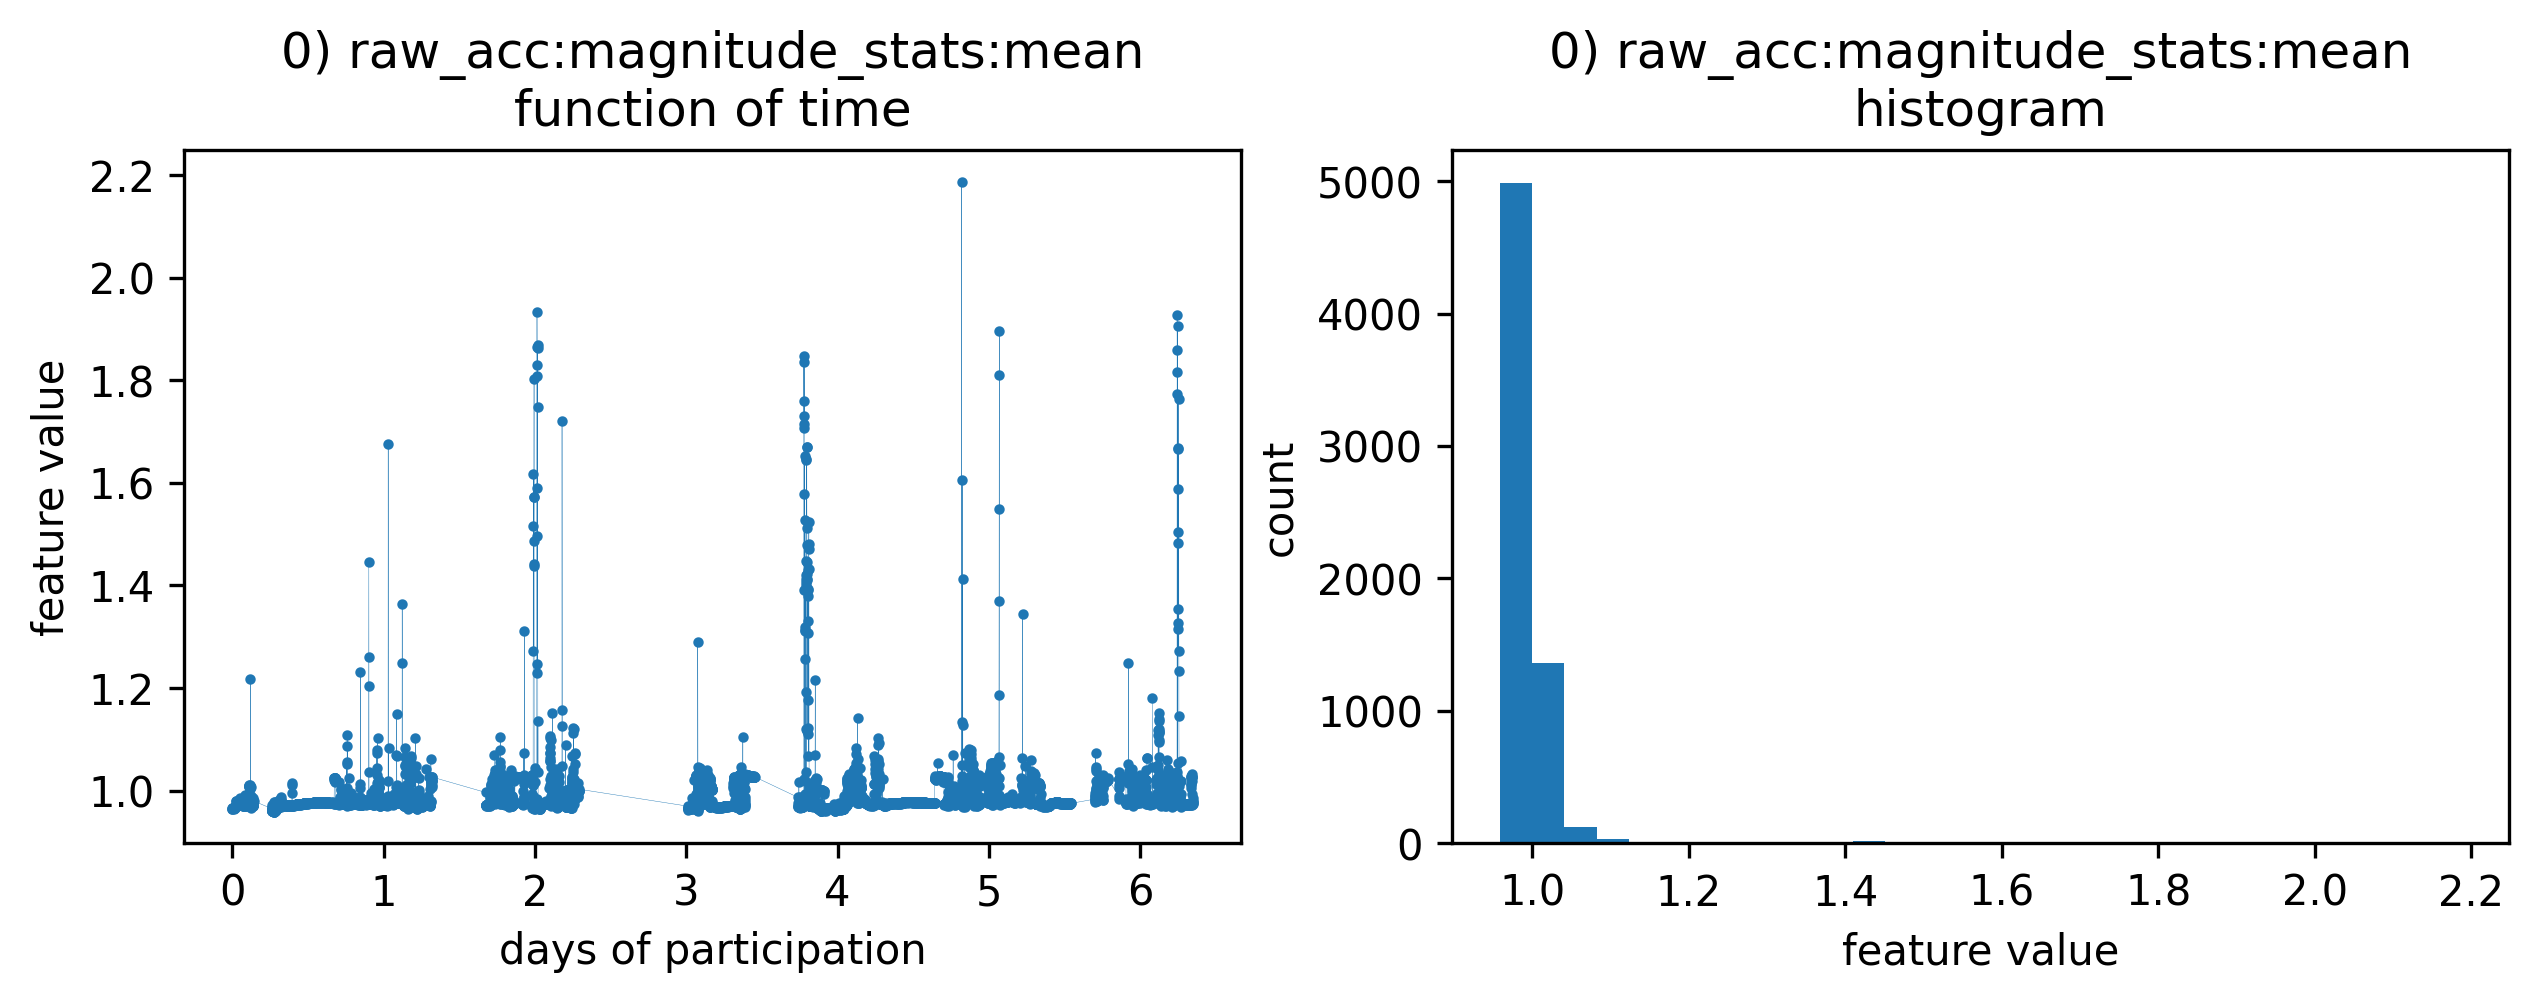 0) raw_acc:magnitude_stats:mean
function of time
feature value
2.2
2.0
1.8
1.6
1.4
1.2
1.0
0 1 2 3 4 5 6
days of participation
0) raw_acc:magnitude_stats:mean
histogram
count
5000
4000
3000
2000
1000
0
1.0 1.2 1.4 1.6 1.8 2.0 2.2
feature value